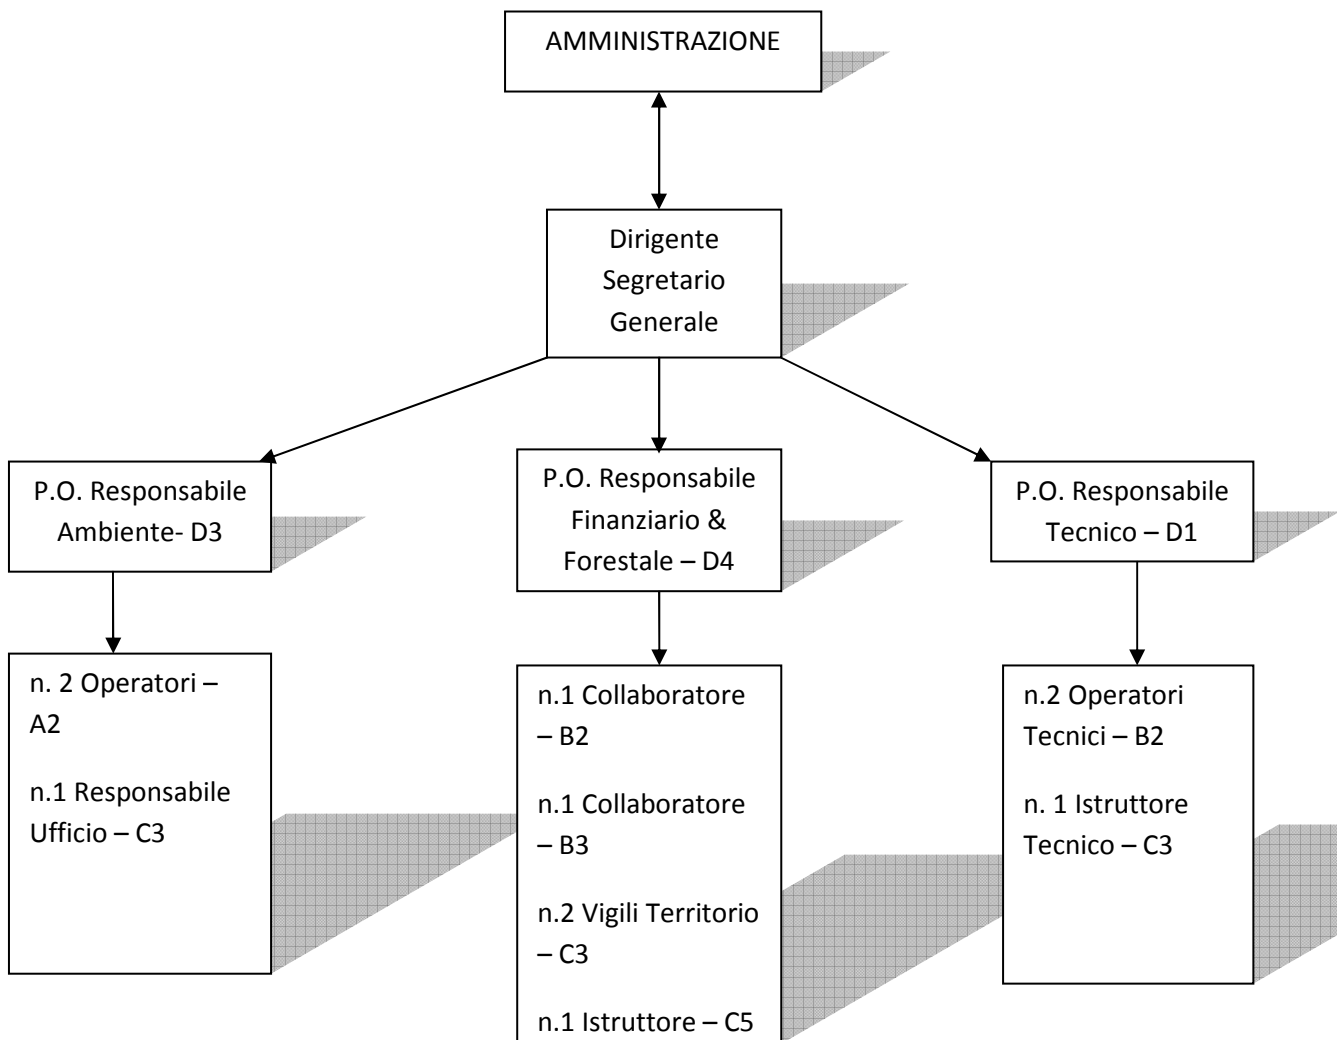 AMMINISTRAZIONE
Dirigente
Segretario
Generale
P.O. Responsabile
Ambiente- D3
P.O. Responsabile
Finanziario &
Forestale – D4
P.O. Responsabile
Tecnico – D1
n. 2 Operatori –
A2
n.1 Responsabile
Ufficio – C3
n.1 Collaboratore
– B2
n.1 Collaboratore
– B3
n.2 Vigili Territorio
– C3
n.1 Istruttore – C5
n.2 Operatori
Tecnici – B2
n. 1 Istruttore
Tecnico – C3